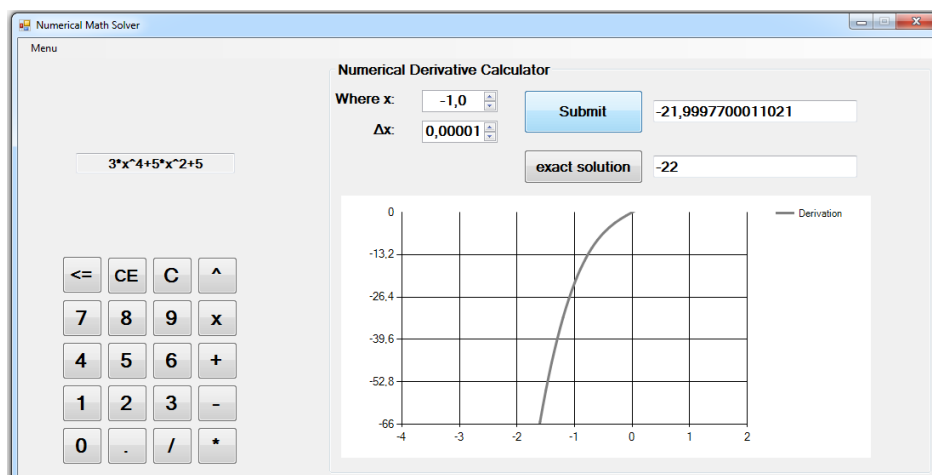 Numerical Math Solver
Menu
Numerical Derivative Calculator
Where x: -1,0 Submit -21,9997700011021
Δx: 0,00001
3*x^4+5*x^2+5
exact solution -22
Derivation
0
-13.2
-26.4
-39.6
-52.8
-66
-4 -3 -2 -1 0 1 2
<= CE C ^
7 8 9 x
4 5 6 +
1 2 3 -
0 . / *